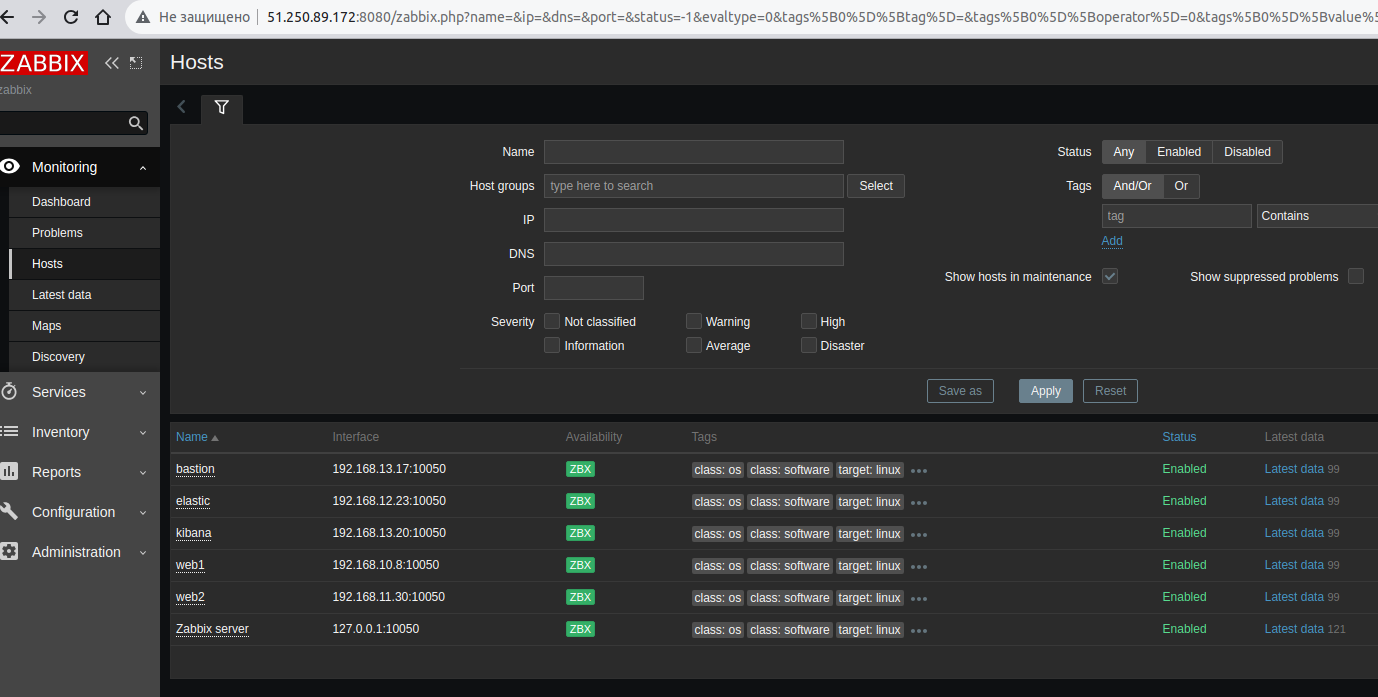 Не защищено 51.250.89.172:8080/zabbix.php?name=&ip=&dns=&port=&status=-1&evaltype=0&tags%5B0%5D%5Btag%5D=&tags%5B0%5D%5Boperator%5D=0&tags%5B0%5D%5Bvalue%5
ZABBIX
zabbix
Hosts
Monitoring
Dashboard
Problems
Hosts
Latest data
Maps
Discovery
Services
Inventory
Reports
Configuration
Administration
Name
Host groups type here to search Select
IP
DNS
Port
Severity Not classified Warning High
Information Average Disaster
Status Any Enabled Disabled
Tags And/Or Or
tag Contains
Add
Show hosts in maintenance Show suppressed problems
Save as Apply Reset
Name Interface Availability Tags Status Latest data
bastion 192.168.13.17:10050 ZBX class: os class: software target: linux Enabled Latest data 99
elastic 192.168.12.23:10050 ZBX class: os class: software target: linux Enabled Latest data 99
kibana 192.168.13.20:10050 ZBX class: os class: software target: linux Enabled Latest data 99
web1 192.168.10.8:10050 ZBX class: os class: software target: linux Enabled Latest data 99
web2 192.168.11.30:10050 ZBX class: os class: software target: linux Enabled Latest data 99
Zabbix server 127.0.0.1:10050 ZBX class: os class: software target: linux Enabled Latest data 121